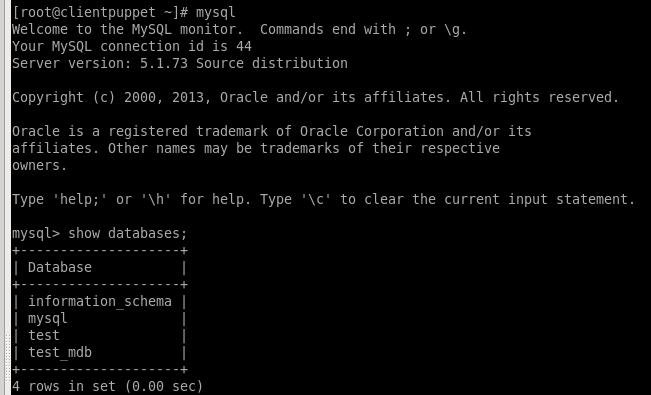 [root@clientpuppet ~]# mysql
Welcome to the MySQL monitor.  Commands end with ; or \g.
Your MySQL connection id is 44
Server version: 5.1.73 Source distribution
Copyright (c) 2000, 2013, Oracle and/or its affiliates. All rights reserved.
Oracle is a registered trademark of Oracle Corporation and/or its
affiliates. Other names may be trademarks of their respective
owners.
Type 'help;' or '\h' for help. Type '\c' to clear the current input statement.
mysql> show databases;
+--------------------+
| Database           |
+--------------------+
| information_schema |
| mysql              |
| test               |
| test_mdb           |
+--------------------+
4 rows in set (0.00 sec)